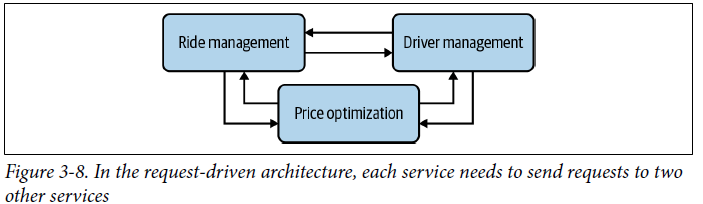 Ride management
Driver management
Price optimization
Figure 3-8. In the request-driven architecture, each service needs to send requests to two
other services